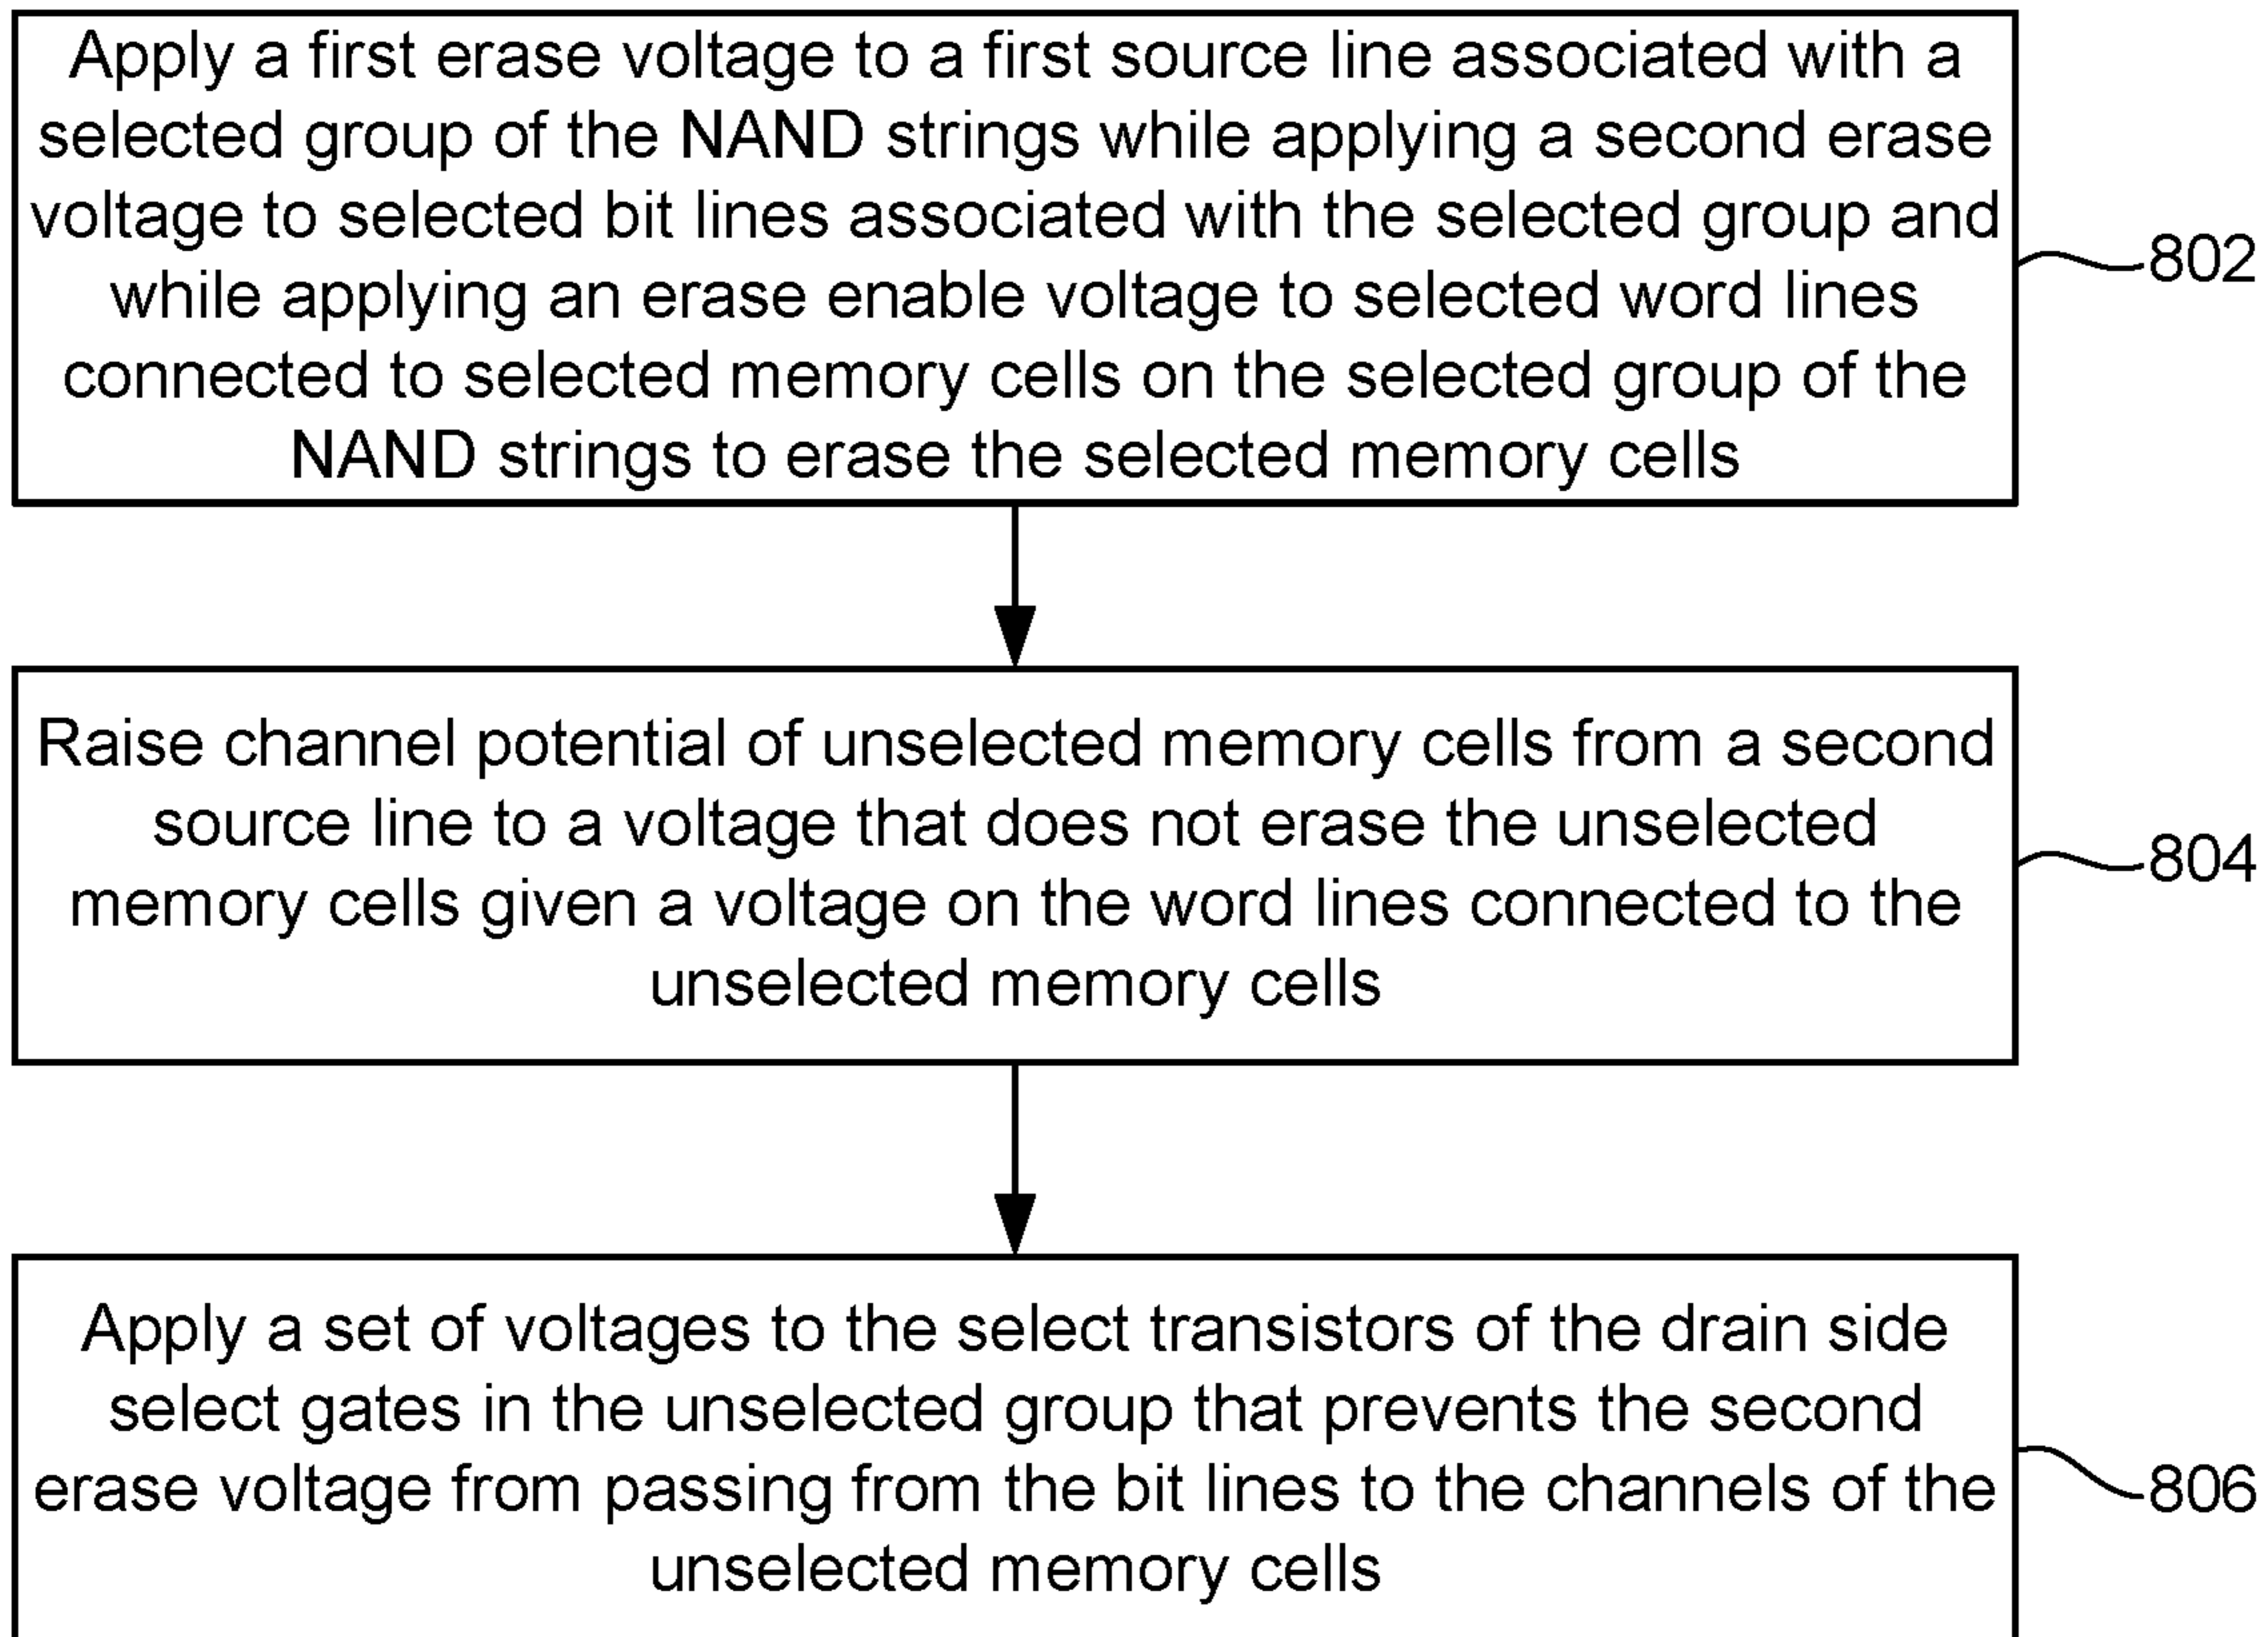 Apply a first erase voltage to a first source line associated with a
selected group of the NAND strings while applying a second erase
voltage to selected bit lines associated with the selected group and
while applying an erase enable voltage to selected word lines
connected to selected memory cells on the selected group of the
NAND strings to erase the selected memory cells
802
Raise channel potential of unselected memory cells from a second
source line to a voltage that does not erase the unselected
memory cells given a voltage on the word lines connected to the
unselected memory cells
804
Apply a set of voltages to the select transistors of the drain side
select gates in the unselected group that prevents the second
erase voltage from passing from the bit lines to the channels of the
unselected memory cells
806